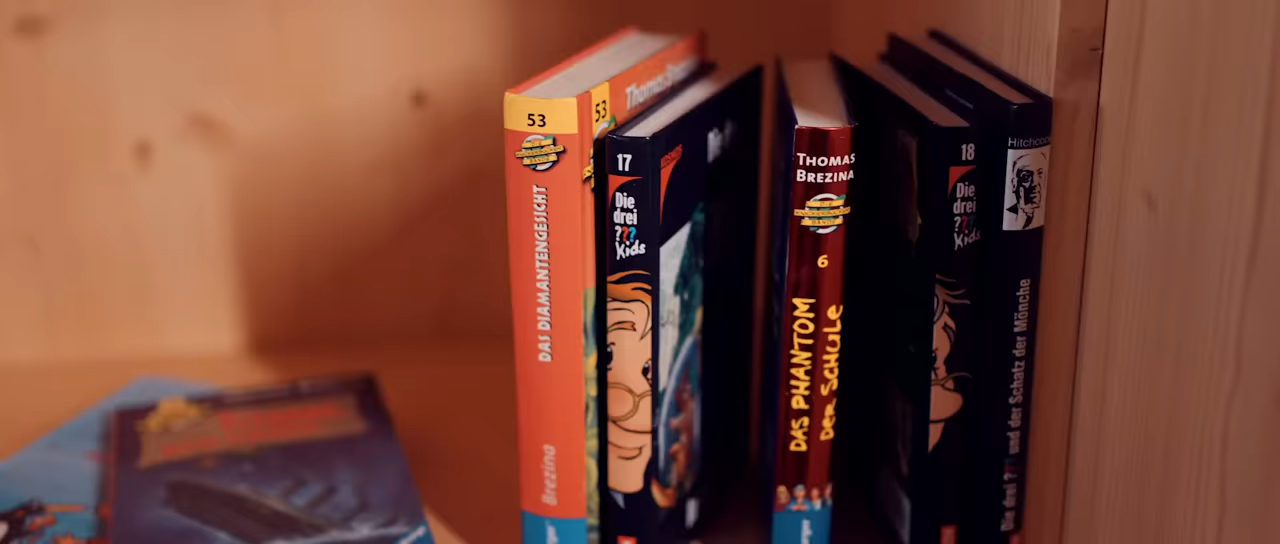 53
DAS DIAMANTENGESICHT
Brezina
53
Thomas
17
Die
drei
???
Kids
KOSMOS
THOMAS
BREZINA
6
DAS PHANTOM
DER SCHULE
18
Die
drei
???
Kids
Hitchcock
Die drei ??? und der Schatz der Mönche